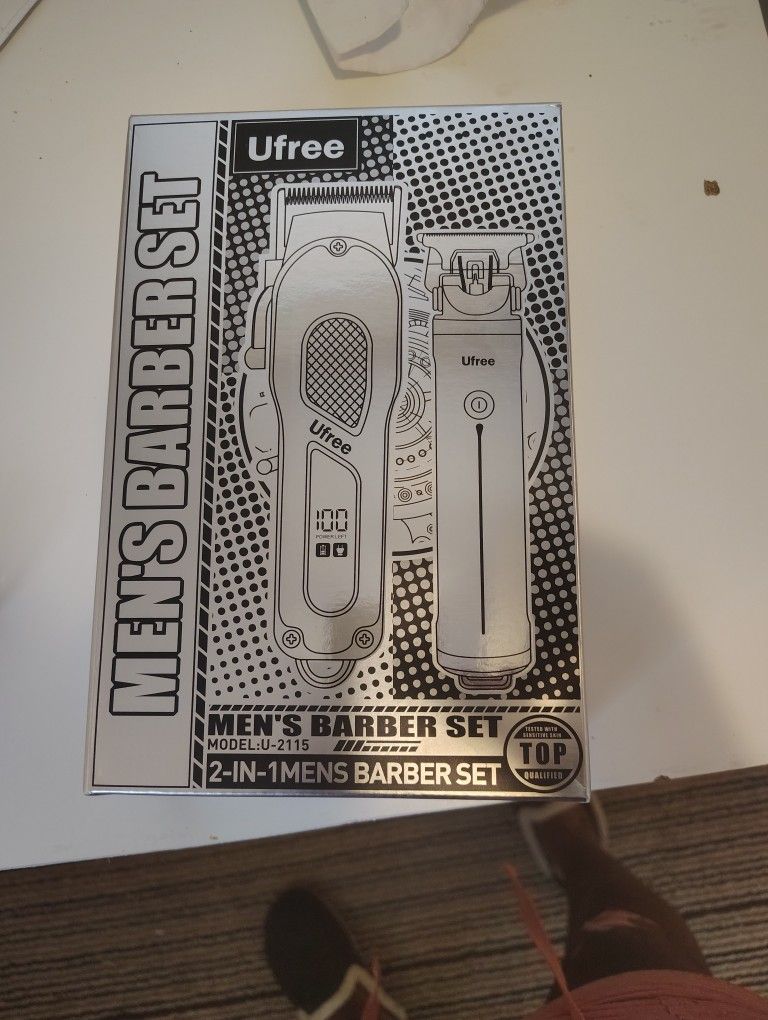 Ufree
MEN'S BARBER SET
Ufree
Ufree
100
POWER LEFT
MEN'S BARBER SET
MODEL:U-2115
2-IN-1MENS BARBER SET
TESTED WITH
SENSITIVE SKIN
TOP
QUALIFIED